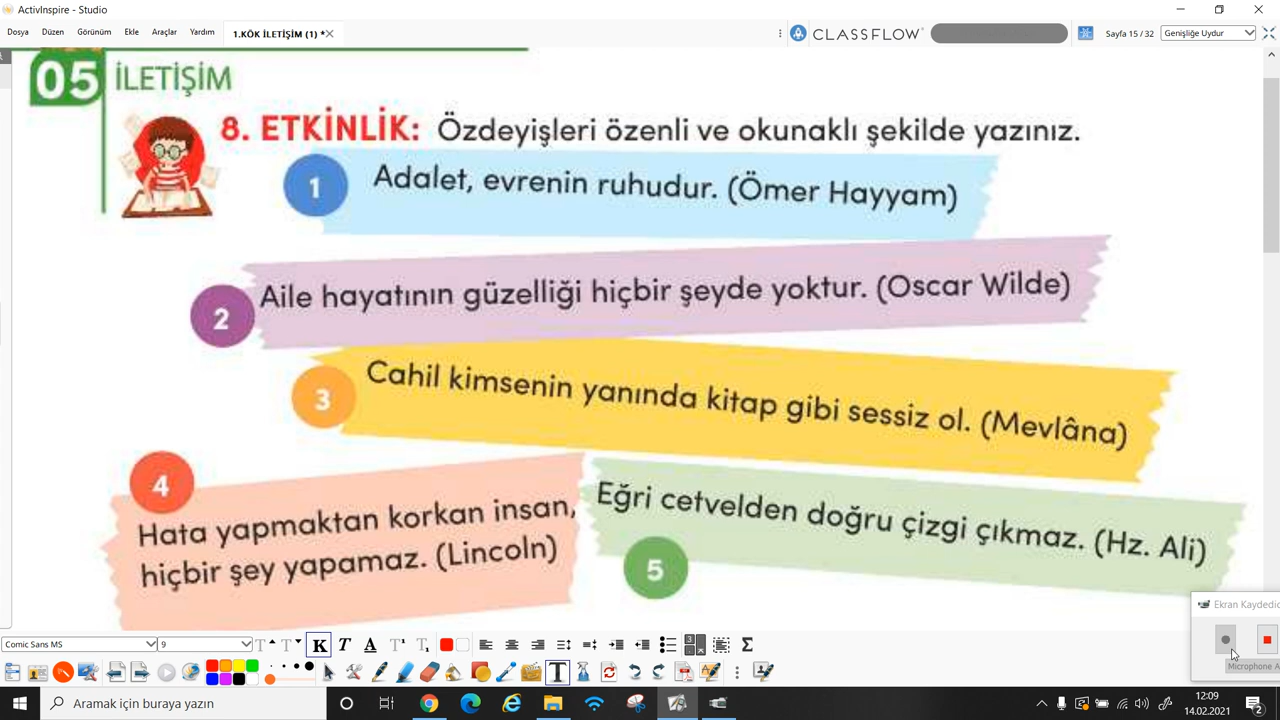 ActivInspire - Studio
Dosya Düzen Görünüm Ekle Araçlar Yardım
1.KÖK İLETİŞİM (1) *
CLASSFLOW
Sayfa 15 / 32
Genişliğe Uydur
05 İLETİŞİM
8. ETKİNLİK: Özdeyişleri özenli ve okunaklı şekilde yazınız.
1 Adalet, evrenin ruhudur. (Ömer Hayyam)
2 Aile hayatının güzelliği hiçbir şeyde yoktur. (Oscar Wilde)
3 Cahil kimsenin yanında kitap gibi sessiz ol. (Mevlâna)
4
Hata yapmaktan korkan insan,
hiçbir şey yapamaz. (Lincoln)
Eğri cetvelden doğru çizgi çıkmaz. (Hz. Ali)
5
Ekran Kaydedic
Microphone A
Comic Sans MS 9
K T A
Aramak için buraya yazın
12:09
14.02.2021
2